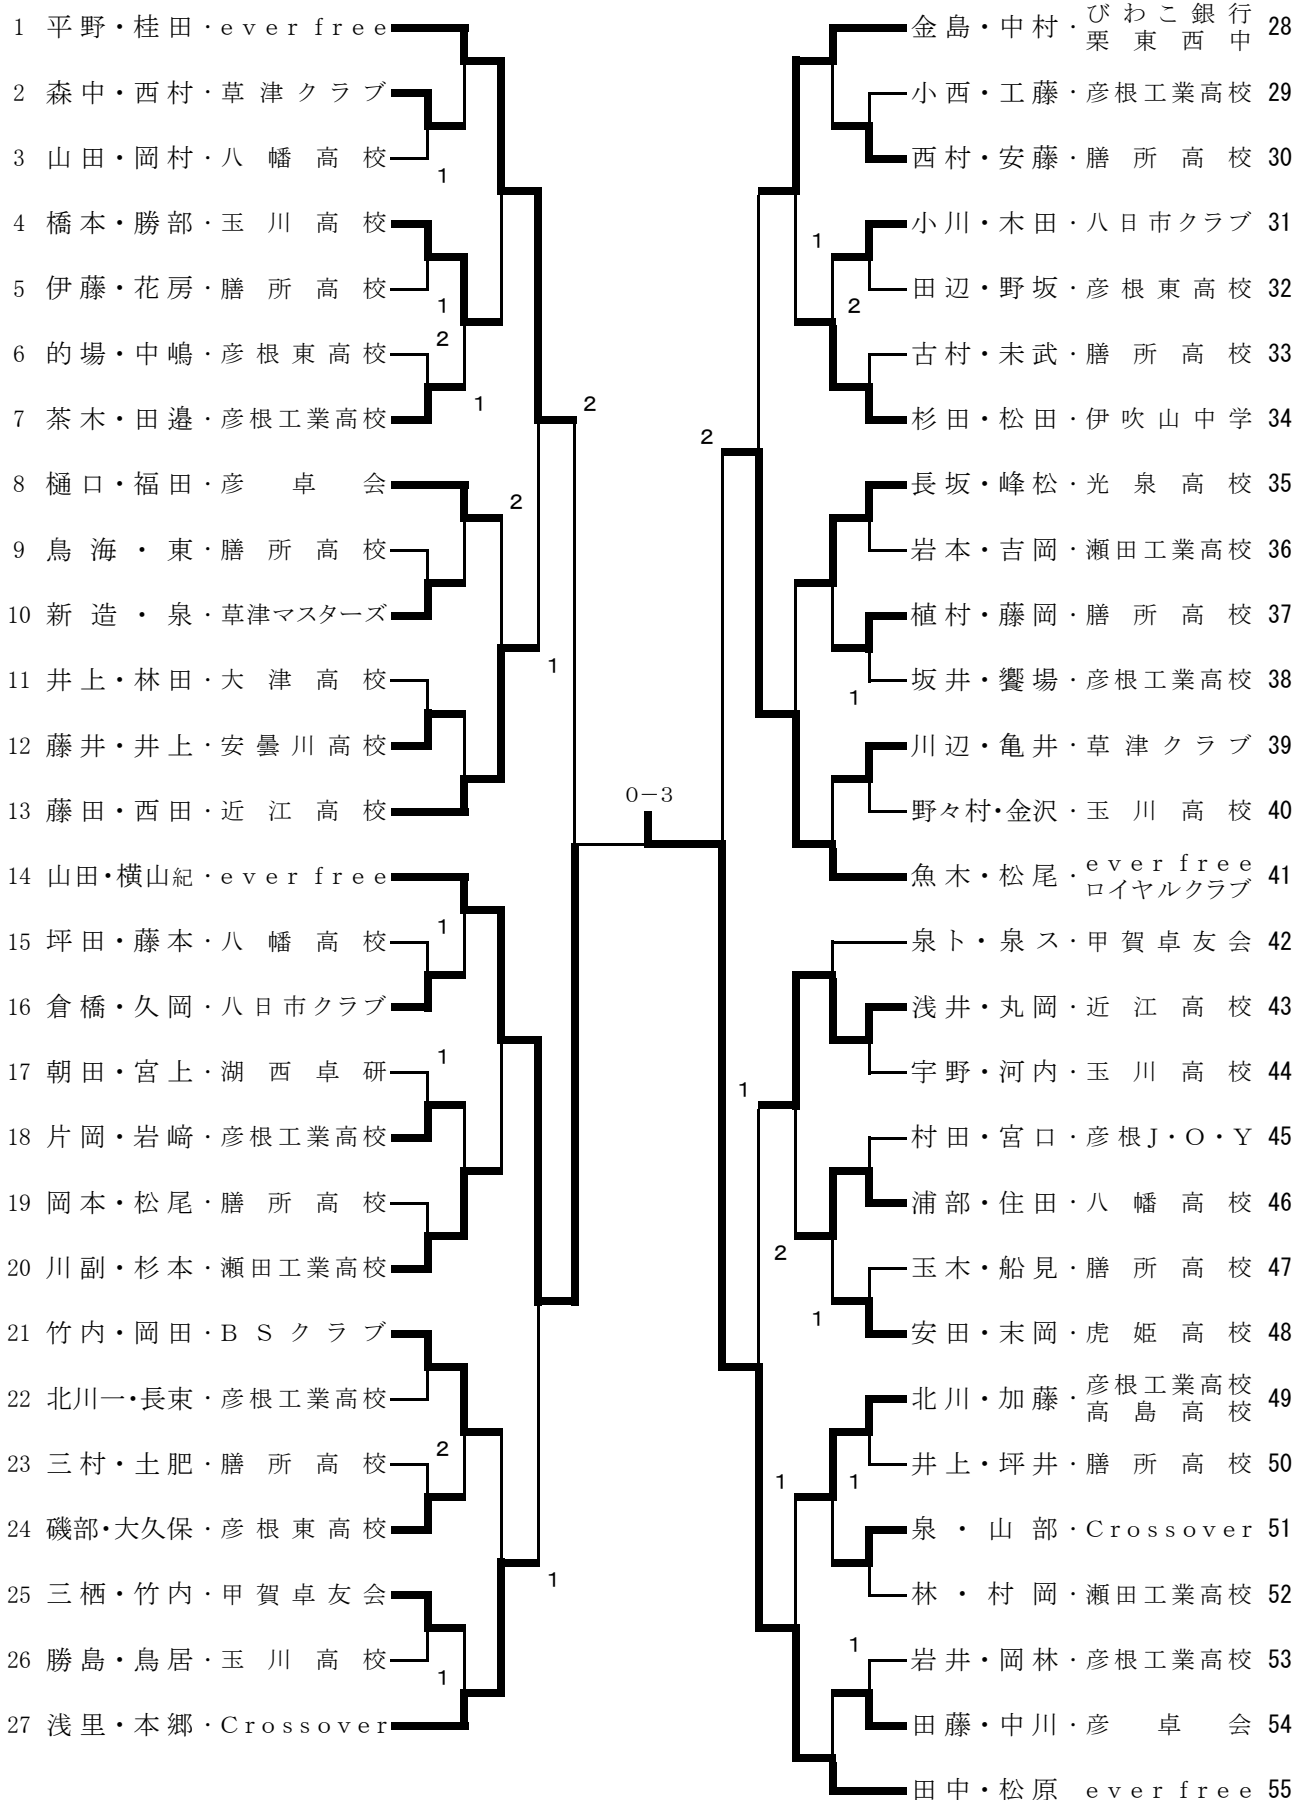 1 平野・桂田・ever free
2 森中・西村・草津クラブ
3 山田・岡村・八幡高校
1
4 橋本・勝部・玉川高校
5 伊藤・花房・膳所高校
1
2
6 的場・中嶋・彦根東高校
1
7 茶木・田邉・彦根工業高校
2
8 樋口・福田・彦卓会
2
9 鳥海・東・膳所高校
10 新造・泉・草津マスターズ
1
11 井上・林田・大津高校
12 藤井・井上・安曇川高校
13 藤田・西田・近江高校
14 山田・横山紀・ever free
1
15 坪田・藤本・八幡高校
16 倉橋・久岡・八日市クラブ
1
17 朝田・宮上・湖西卓研
18 片岡・岩﨑・彦根工業高校
19 岡本・松尾・膳所高校
20 川副・杉本・瀬田工業高校
21 竹内・岡田・BSクラブ
22 北川一・長束・彦根工業高校
2
23 三村・土肥・膳所高校
24 磯部・大久保・彦根東高校
1
25 三栖・竹内・甲賀卓友会
26 勝島・鳥居・玉川高校
1
27 浅里・本郷・Crossover
0−3
金島・中村・びわこ銀行 28
栗東西中
小西・工藤・彦根工業高校 29
西村・安藤・膳所高校 30
小川・木田・八日市クラブ 31
1
田辺・野坂・彦根東高校 32
2
古村・未武・膳所高校 33
杉田・松田・伊吹山中学 34
2
長坂・峰松・光泉高校 35
岩本・吉岡・瀬田工業高校 36
植村・藤岡・膳所高校 37
坂井・饗場・彦根工業高校 38
1
川辺・亀井・草津クラブ 39
野々村・金沢・玉川高校 40
魚木・松尾・ever free 41
ロイヤルクラブ
泉ト・泉ス・甲賀卓友会 42
浅井・丸岡・近江高校 43
宇野・河内・玉川高校 44
1
村田・宮口・彦根J・O・Y 45
浦部・住田・八幡高校 46
2
玉木・船見・膳所高校 47
1
安田・末岡・虎姫高校 48
北川・加藤・彦根工業高校 49
高島高校
井上・坪井・膳所高校 50
1
1
泉・山部・Crossover 51
林・村岡・瀬田工業高校 52
1
岩井・岡林・彦根工業高校 53
田藤・中川・彦卓会 54
田中・松原 ever free 55